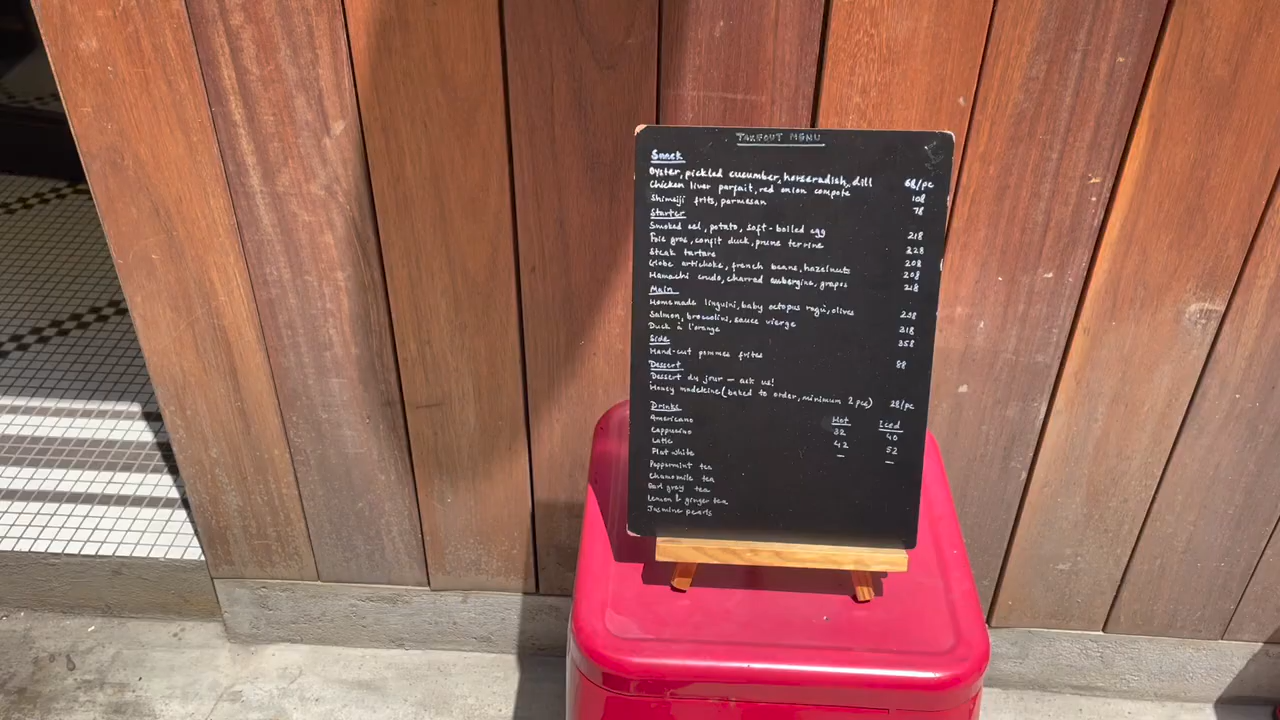 TAKEOUT MENU
Snack
Oyster, pickled cucumber, horseradish, dill 68/pc
Chicken liver parfait, red onion compote 108
Shimeiji frits, parmesan 78
Starter
Smoked eel, potato, soft-boiled egg 218
Foie gras, confit duck, prune terrine 228
Steak tartare 208
Globe artichoke, french beans, hazelnuts 208
Hamachi crudo, charred aubergine, grapes 218
Main
Homemade linguini, baby octopus ragù, olives 238
Salmon, broccolini, sauce vierge 318
Duck à l'orange 358
Side
Hand-cut pommes frites 88
Dessert
Dessert du jour - ask us!
Honey madeleine (baked to order, minimum 2 pcs) 28/pc
Drinks Hot Iced
Americano 32 40
Cappuccino 42 52
Latte — —
Flat white
Peppermint tea
Chamomile tea
Earl grey tea
Lemon & ginger tea
Jasmine pearls